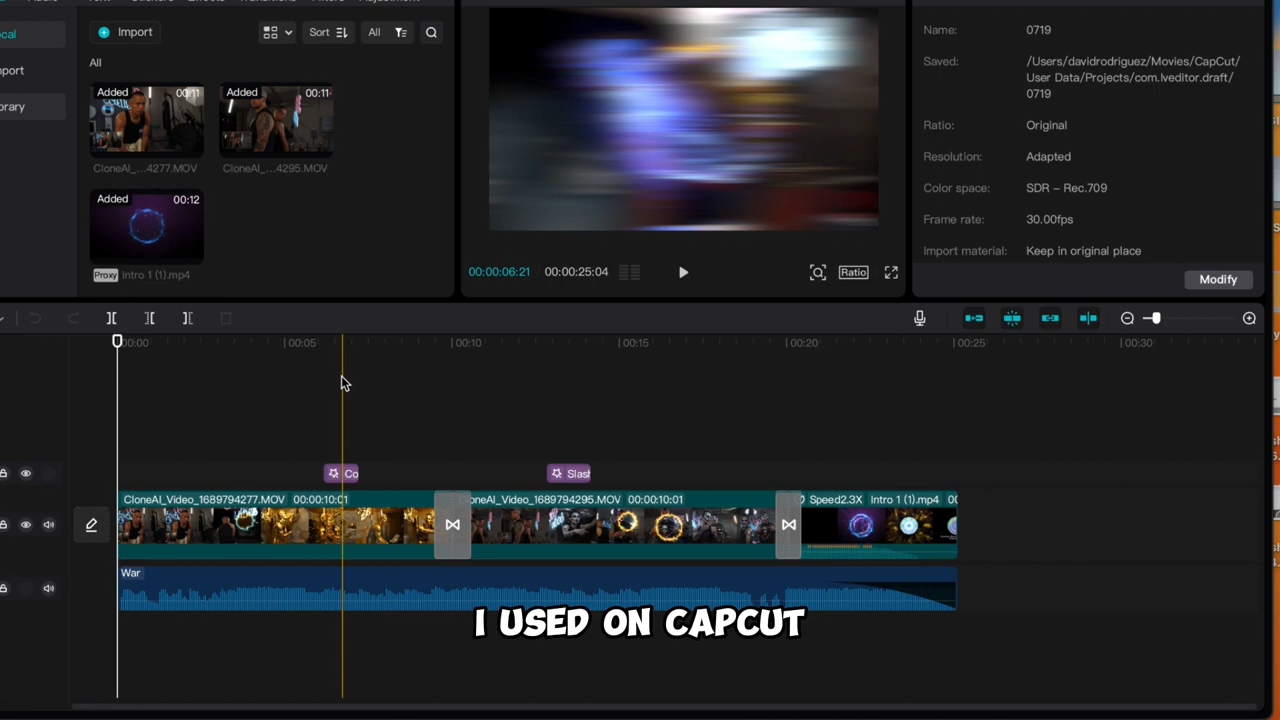 Import
Sort
All
All
Added 00:11
Added 00:11
CloneAI_...4277.MOV
CloneAI_...4295.MOV
Added 00:12
Proxy Intro 1 (1).mp4
00:00:06:21 00:00:25:04
Ratio
Name: 0719
Saved: /Users/davidrodriguez/Movies/CapCut/
User Data/Projects/com.lveditor.draft/
0719
Ratio: Original
Resolution: Adapted
Color space: SDR – Rec.709
Frame rate: 30.00fps
Import material: Keep in original place
Modify
00:00 00:05 00:10 00:15 00:20 00:25 00:30
Co
Slash
CloneAI_Video_1689794277.MOV 00:00:10:01
oneAI_Video_1689794295.MOV 00:00:10:01
Speed2.3X Intro 1 (1).mp4 00
War
I USED ON CAPCUT